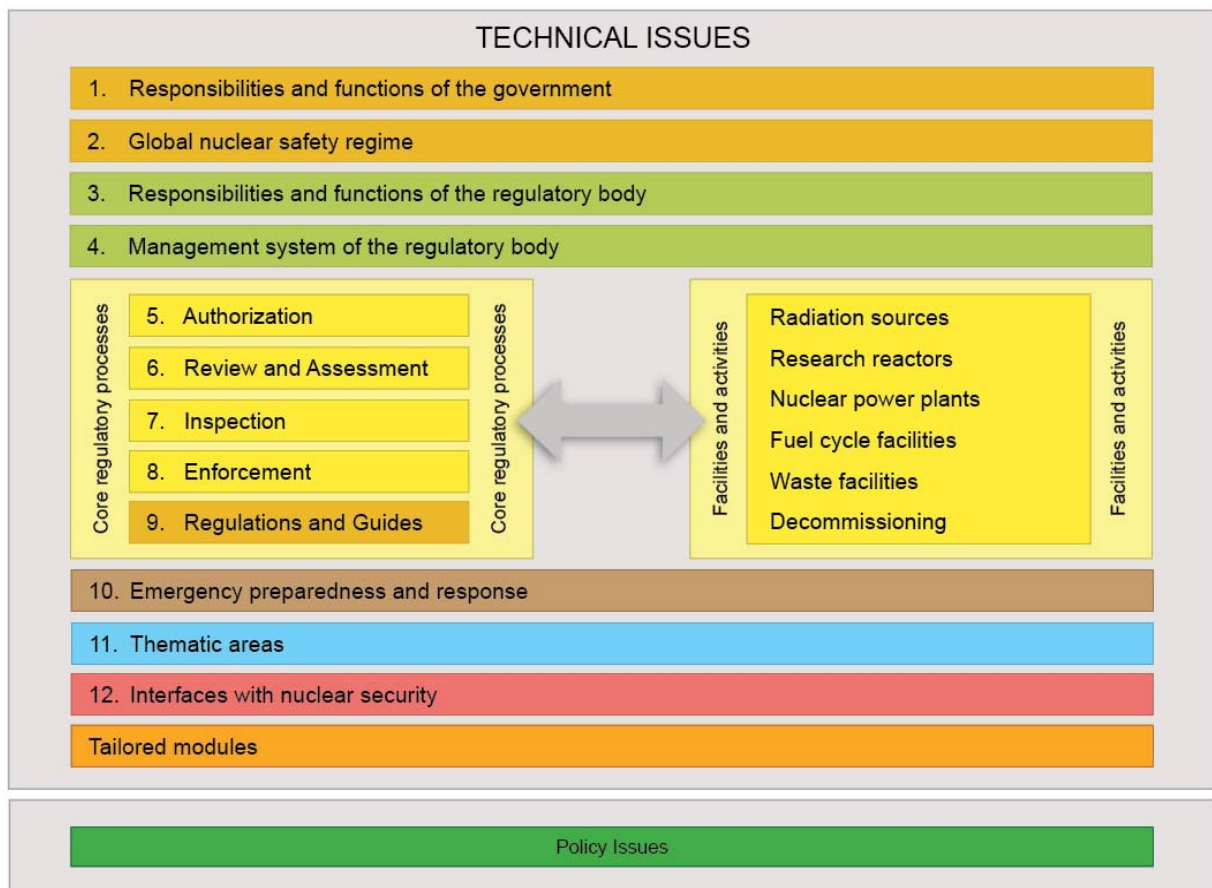 TECHNICAL ISSUES
1. Responsibilities and functions of the government
2. Global nuclear safety regime
3. Responsibilities and functions of the regulatory body
4. Management system of the regulatory body
Core regulatory processes
5. Authorization
6. Review and Assessment
7. Inspection
8. Enforcement
9. Regulations and Guides
Core regulatory processes
Facilities and activities
Radiation sources
Research reactors
Nuclear power plants
Fuel cycle facilities
Waste facilities
Decommissioning
Facilities and activities
10. Emergency preparedness and response
11. Thematic areas
12. Interfaces with nuclear security
Tailored modules
Policy Issues